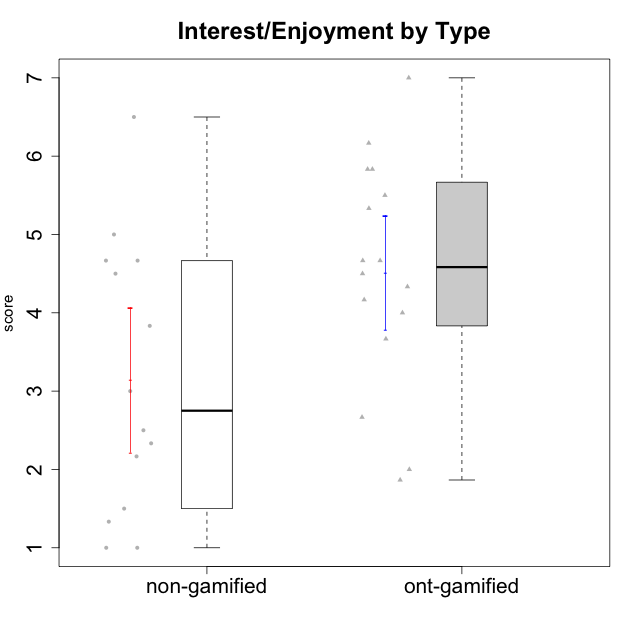 Interest/Enjoyment by Type
7
6
5
4
3
2
1
score
non-gamified
ont-gamified